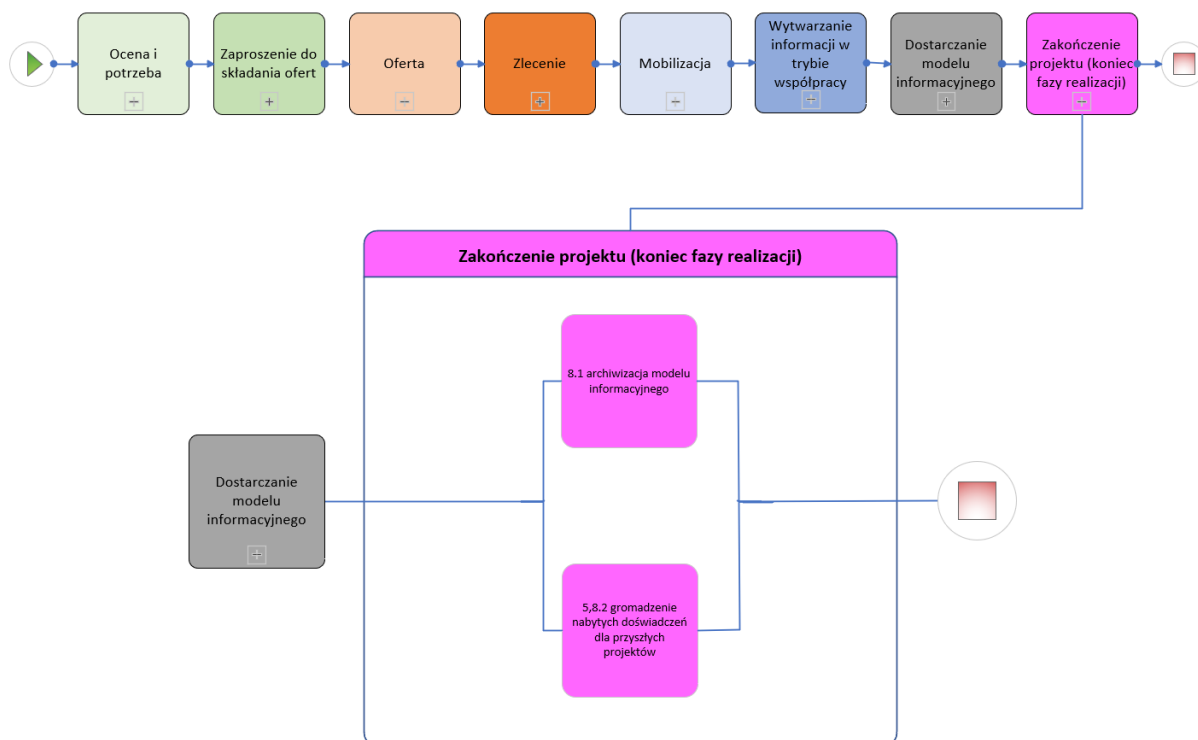 Ocena i
potrzeba
Zaproszenie do
składania ofert
Oferta
Zlecenie
Mobilizacja
Wytwarzanie
informacji w
trybie
współpracy
Dostarczanie
modelu
informacyjnego
Zakończenie
projektu (koniec
fazy realizacji)
Zakończenie projektu (koniec fazy realizacji)
8.1 archiwizacja modelu
informacyjnego
Dostarczanie
modelu
informacyjnego
5,8.2 gromadzenie
nabytych doświadczeń
dla przyszłych
projektów